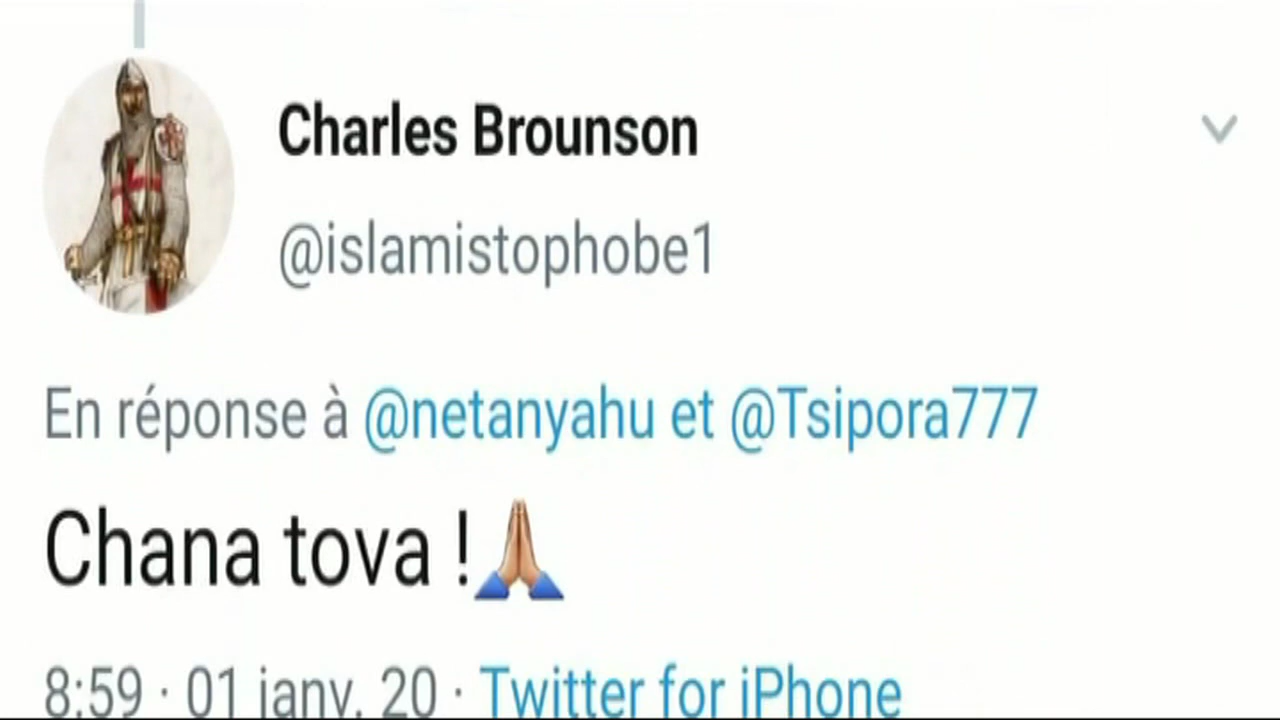 Charles Brounson
@islamistophobe1
En réponse à @netanyahu et @Tsipora777
Chana tova !🙏🏼
8:59 · 01 janv. 20 · Twitter for iPhone